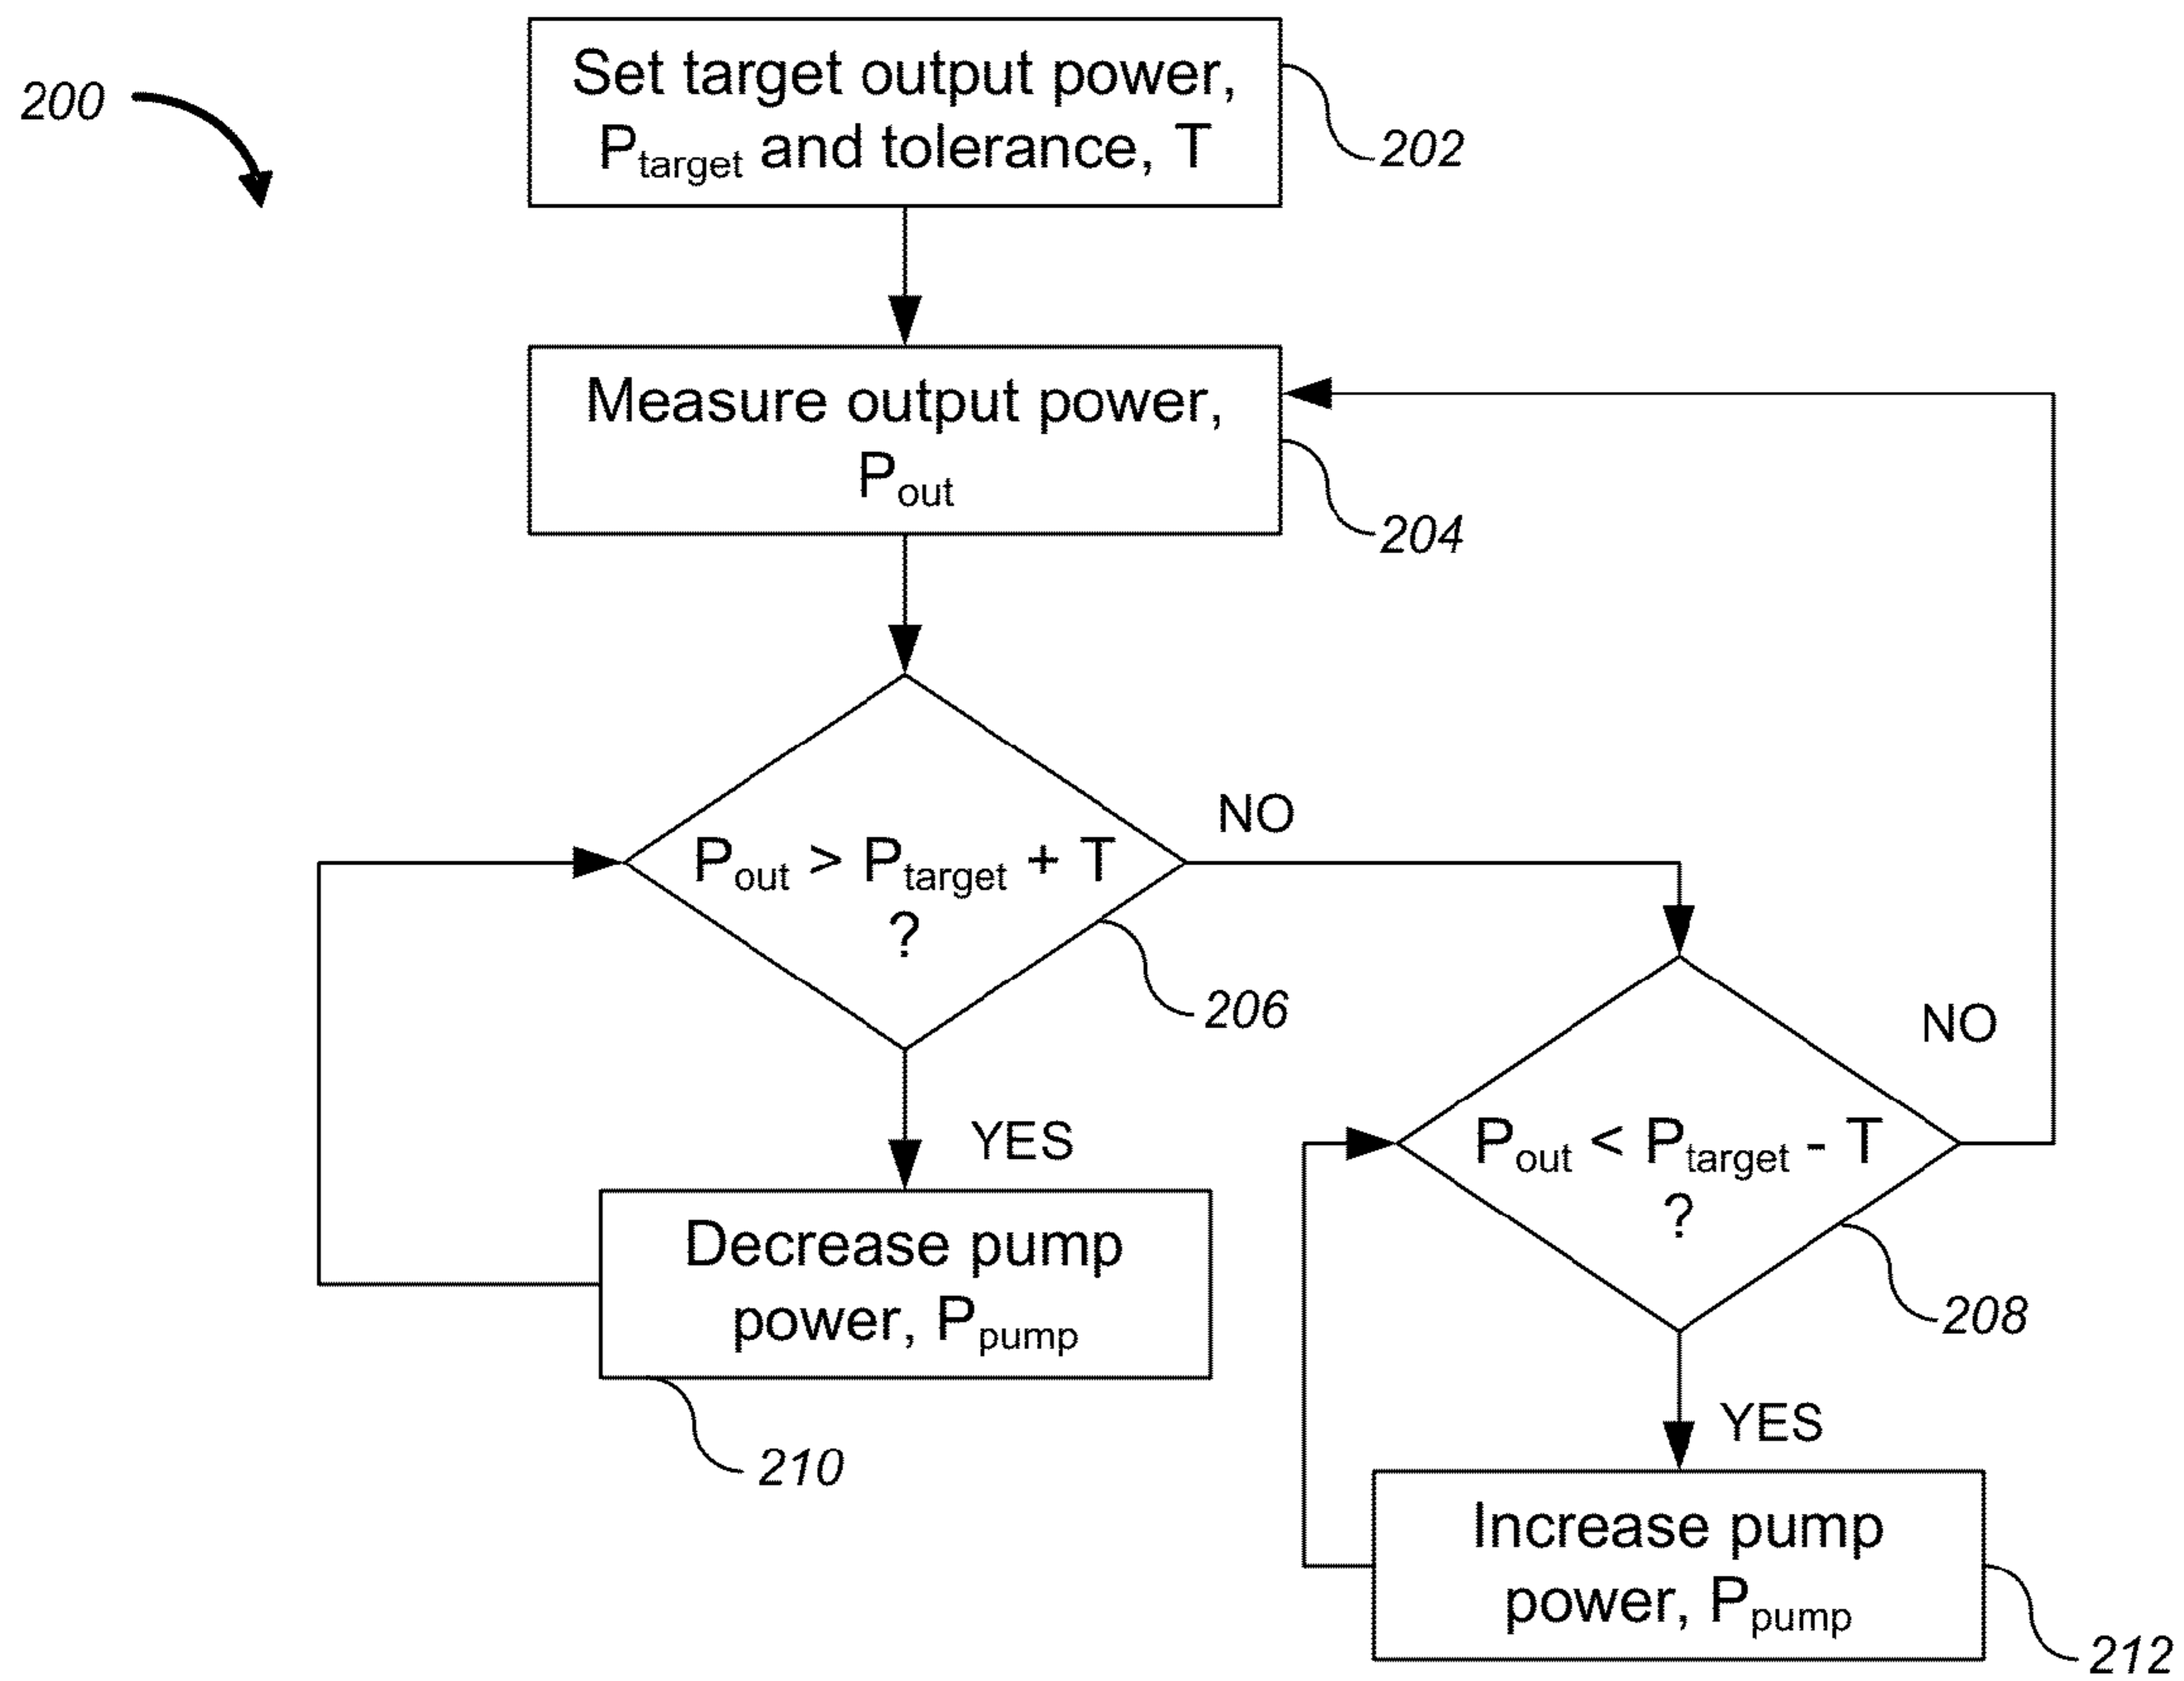 200
Set target output power,
Ptarget and tolerance, T
202
Measure output power,
Pout
204
Pout > Ptarget + T
?
NO
206
YES
Decrease pump
power, Ppump
210
Pout < Ptarget - T
?
NO
208
YES
Increase pump
power, Ppump
212